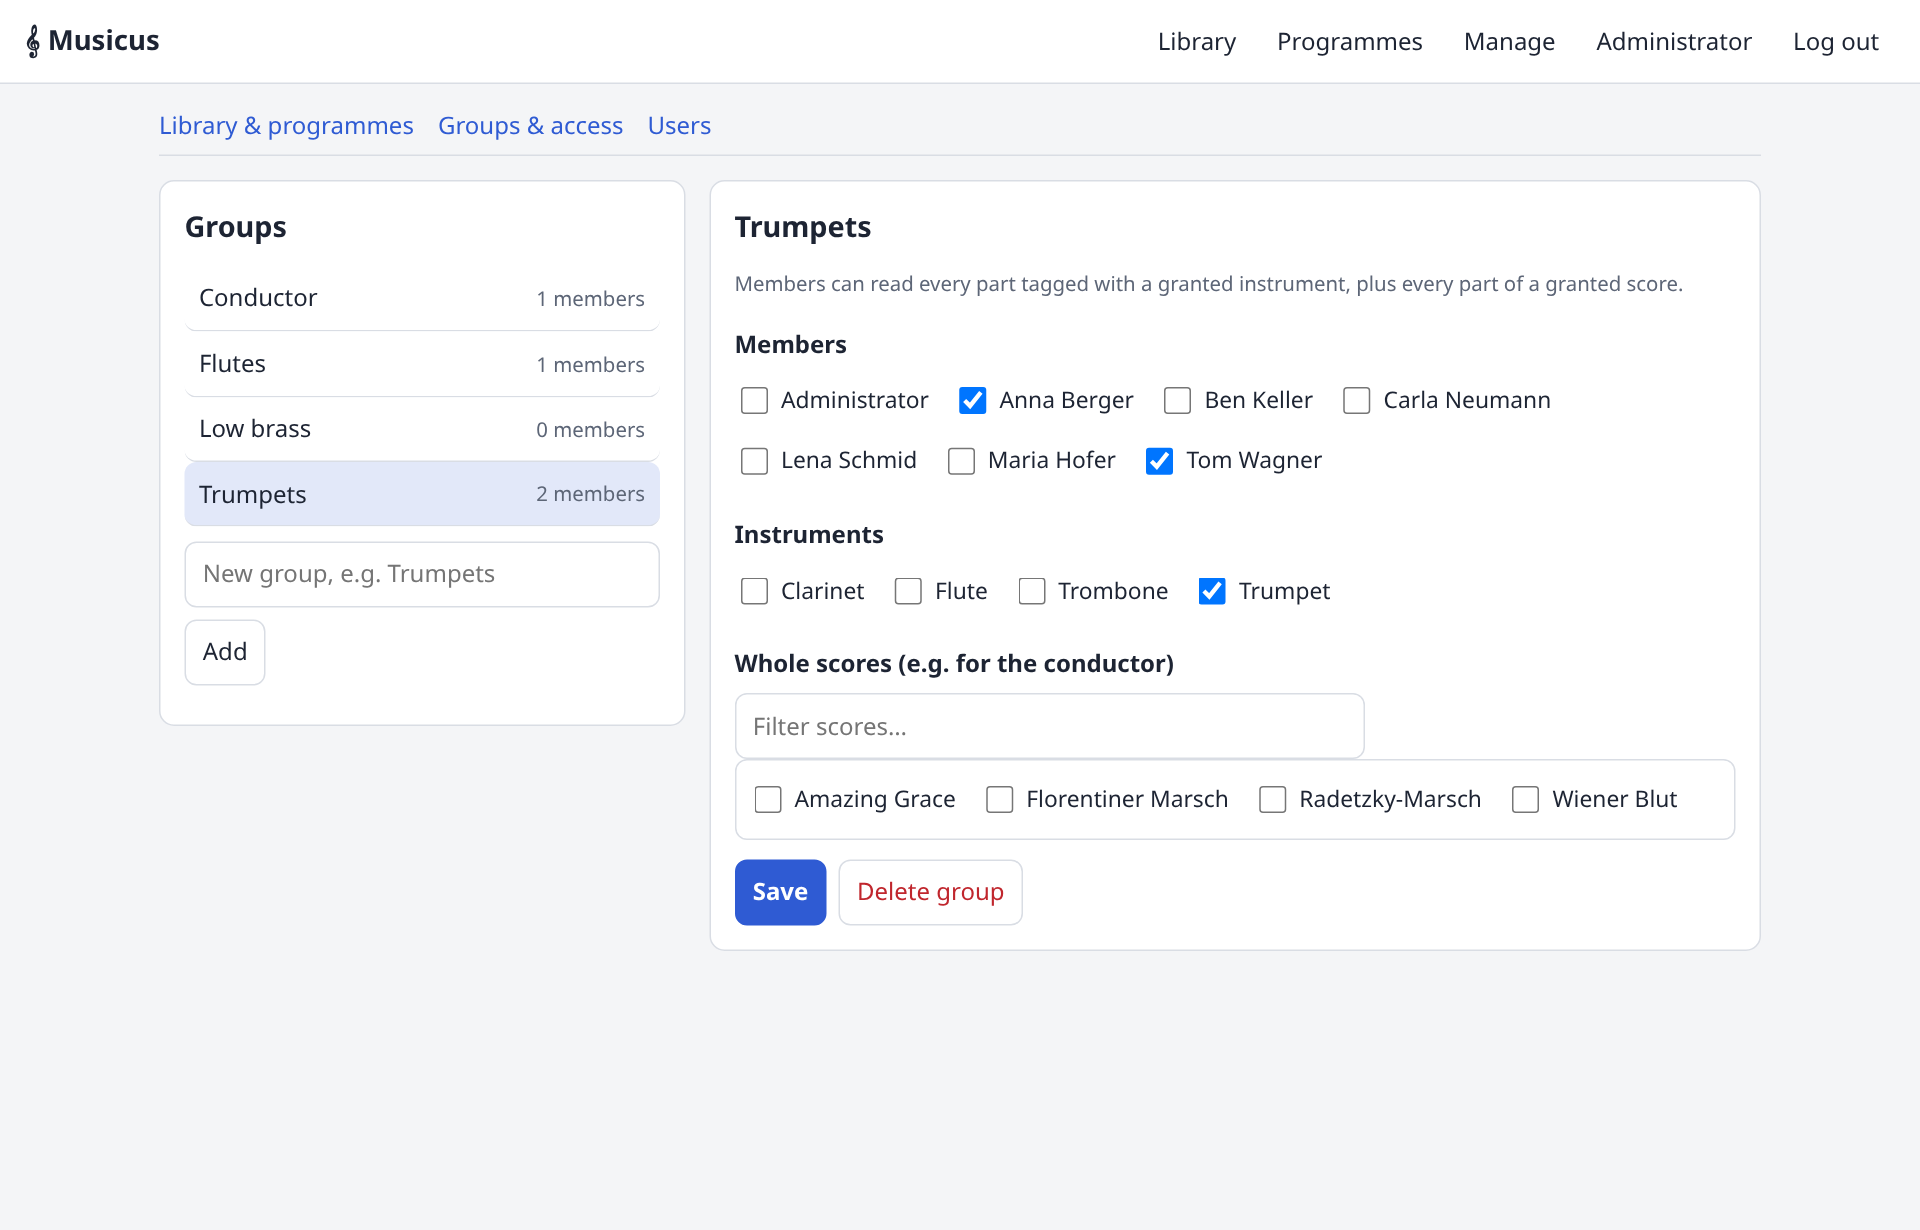 Musicus
Library Programmes Manage Administrator Log out
Library & programmes Groups & access Users
Groups
Conductor 1 members
Flutes 1 members
Low brass 0 members
Trumpets 2 members
New group, e.g. Trumpets
Add
Trumpets
Members can read every part tagged with a granted instrument, plus every part of a granted score.
Members
Administrator Anna Berger Ben Keller Carla Neumann
Lena Schmid Maria Hofer Tom Wagner
Instruments
Clarinet Flute Trombone Trumpet
Whole scores (e.g. for the conductor)
Filter scores...
Amazing Grace Florentiner Marsch Radetzky-Marsch Wiener Blut
Save Delete group